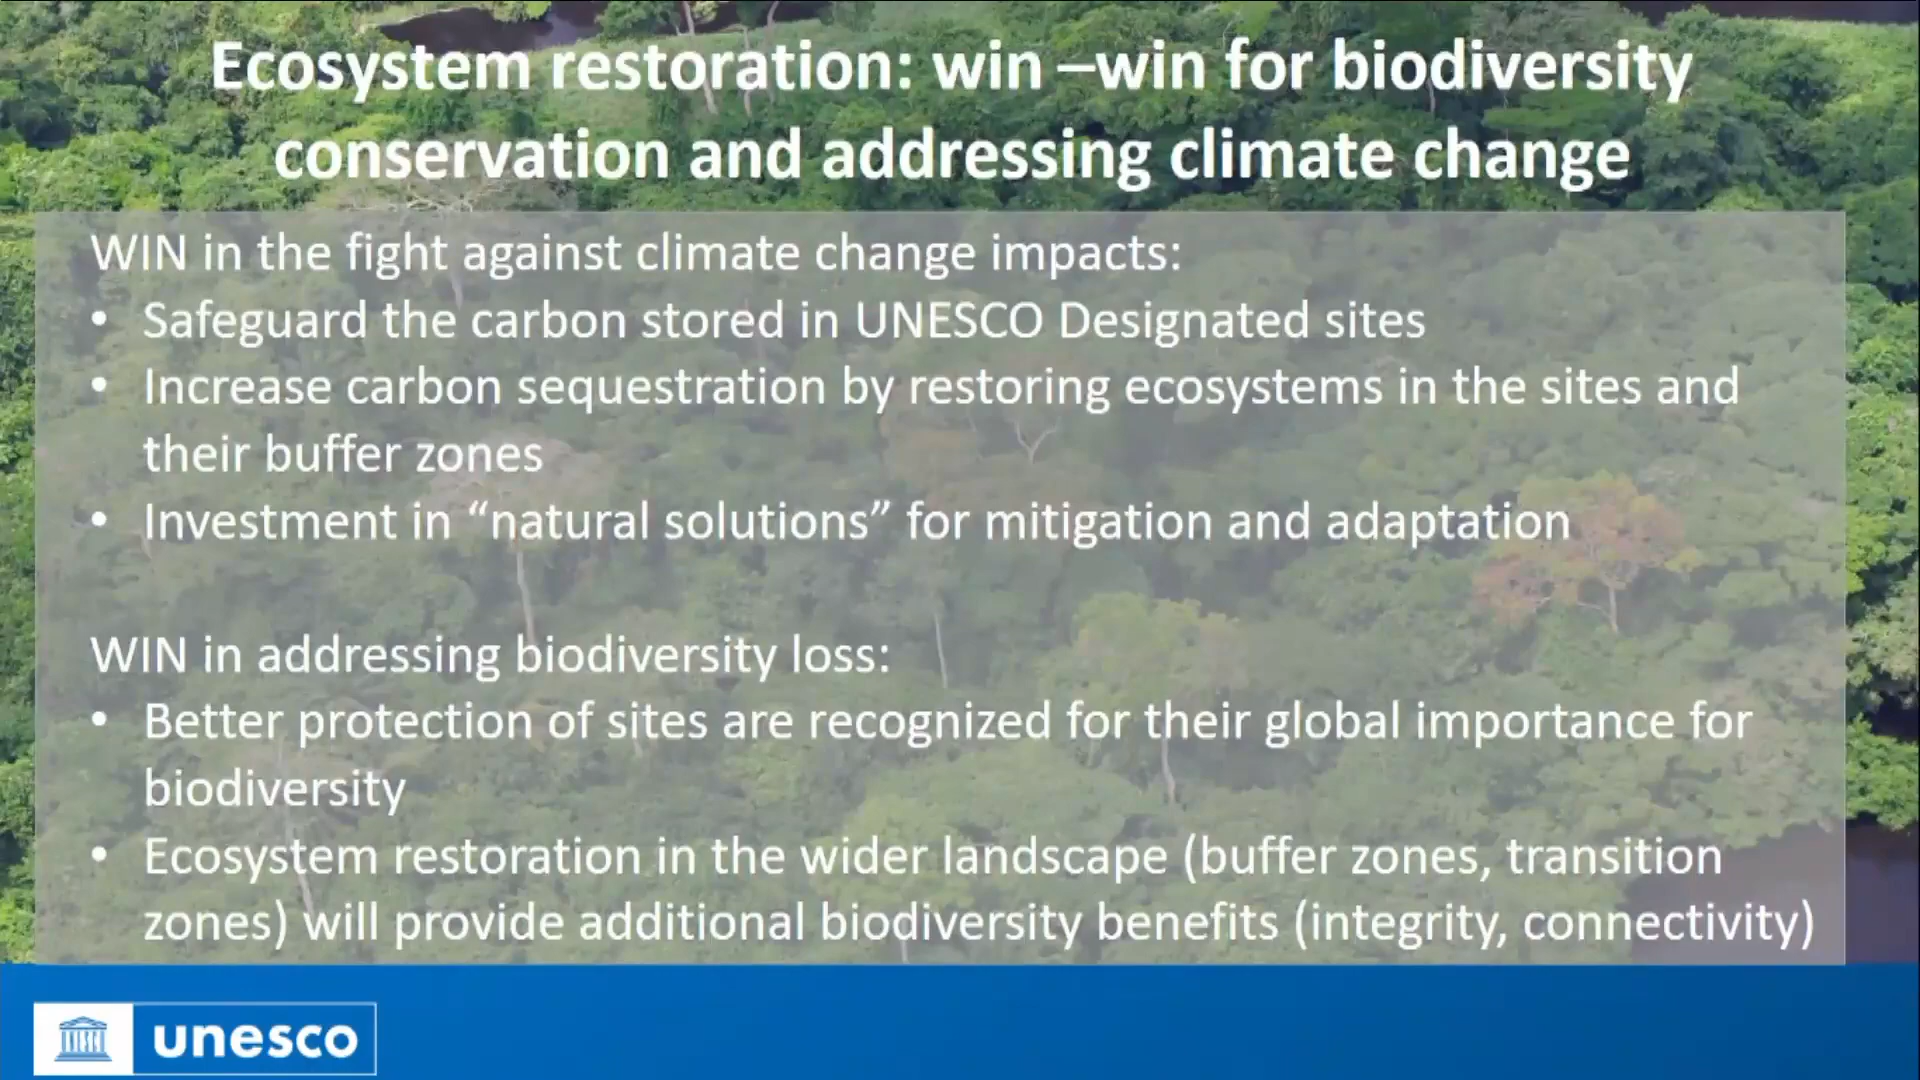 Ecosystem restoration: win –win for biodiversity
conservation and addressing climate change
WIN in the fight against climate change impacts:
• Safeguard the carbon stored in UNESCO Designated sites
• Increase carbon sequestration by restoring ecosystems in the sites and
their buffer zones
• Investment in “natural solutions” for mitigation and adaptation
WIN in addressing biodiversity loss:
• Better protection of sites are recognized for their global importance for
biodiversity
• Ecosystem restoration in the wider landscape (buffer zones, transition
zones) will provide additional biodiversity benefits (integrity, connectivity)
unesco